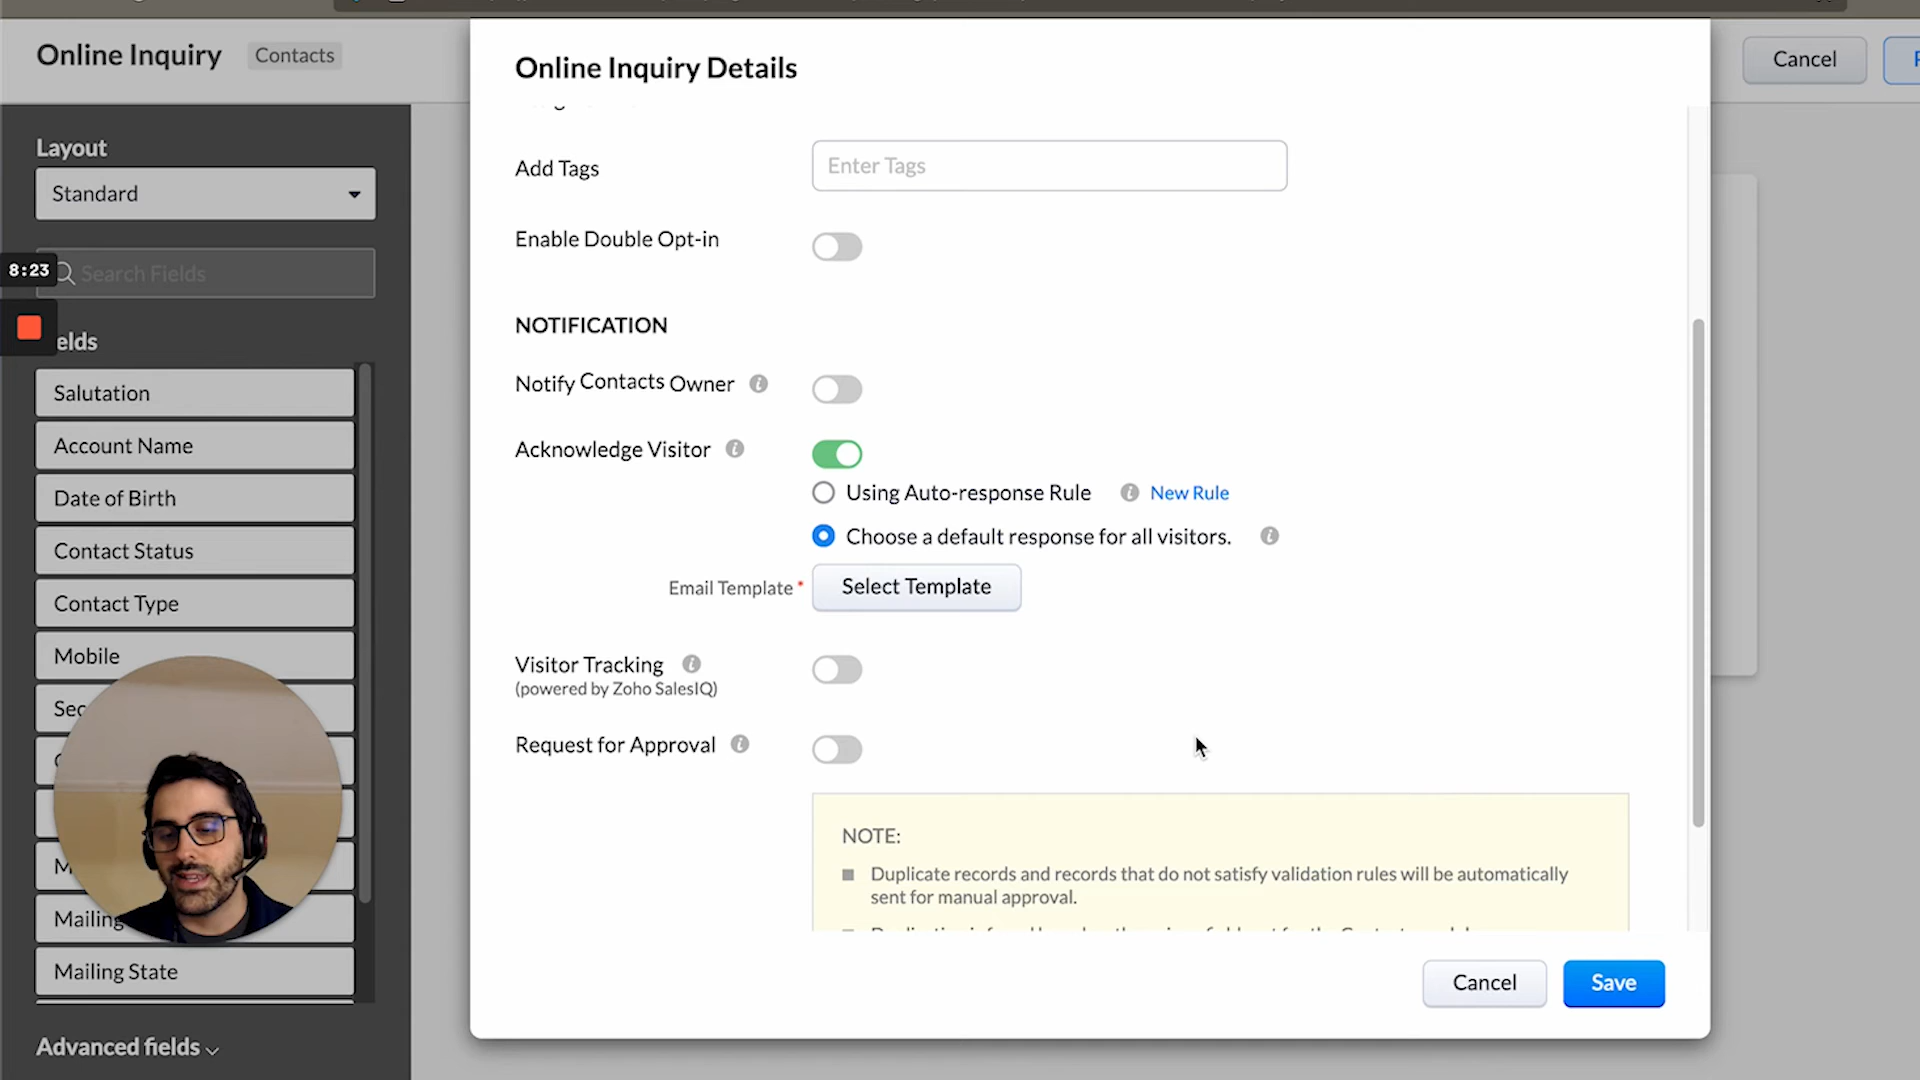 Online Inquiry
Contacts
Online Inquiry Details
Cancel
Layout
Standard
Search Fields
8:23
elds
Salutation
Account Name
Date of Birth
Contact Status
Contact Type
Mobile
Sec
Mailing
Mailing State
Advanced fields
Add Tags
Enter Tags
Enable Double Opt-in
NOTIFICATION
Notify Contacts Owner
Acknowledge Visitor
Using Auto-response Rule
New Rule
Choose a default response for all visitors.
Email Template *
Select Template
Visitor Tracking
(powered by Zoho SalesIQ)
Request for Approval
NOTE:
Duplicate records and records that do not satisfy validation rules will be automatically
sent for manual approval.
Cancel
Save